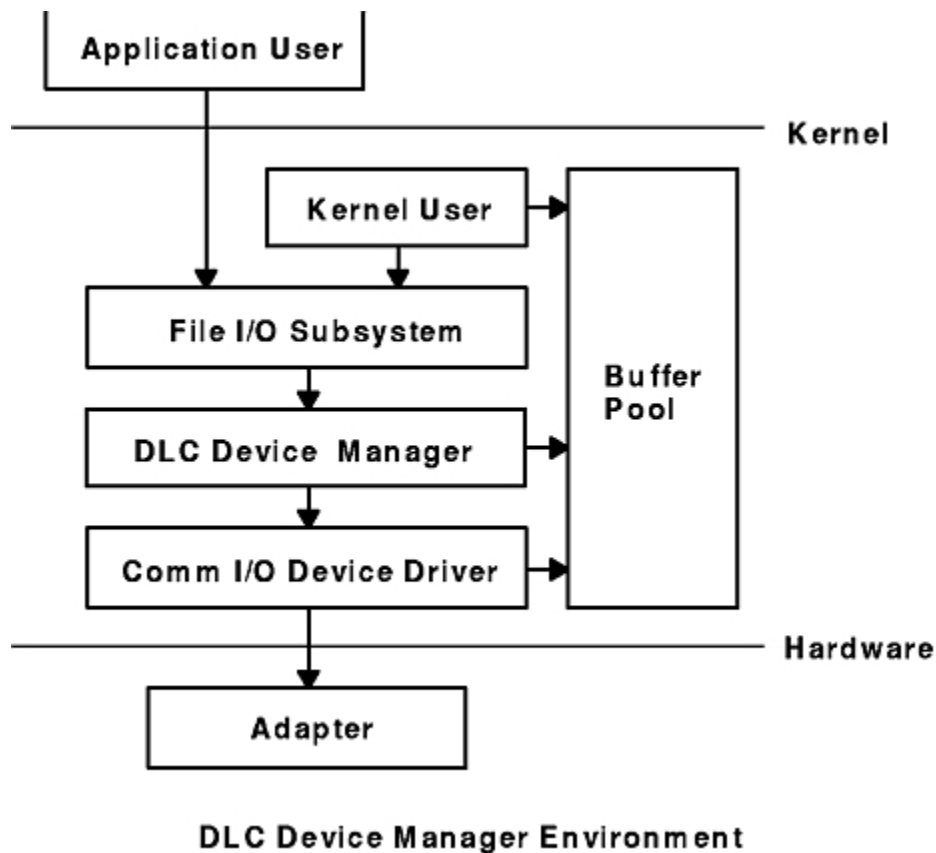 Application User
Kernel
Kernel User
File I/O Subsystem
Buffer
Pool
DLC Device Manager
Comm I/O Device Driver
Hardware
Adapter
DLC Device Manager Environment